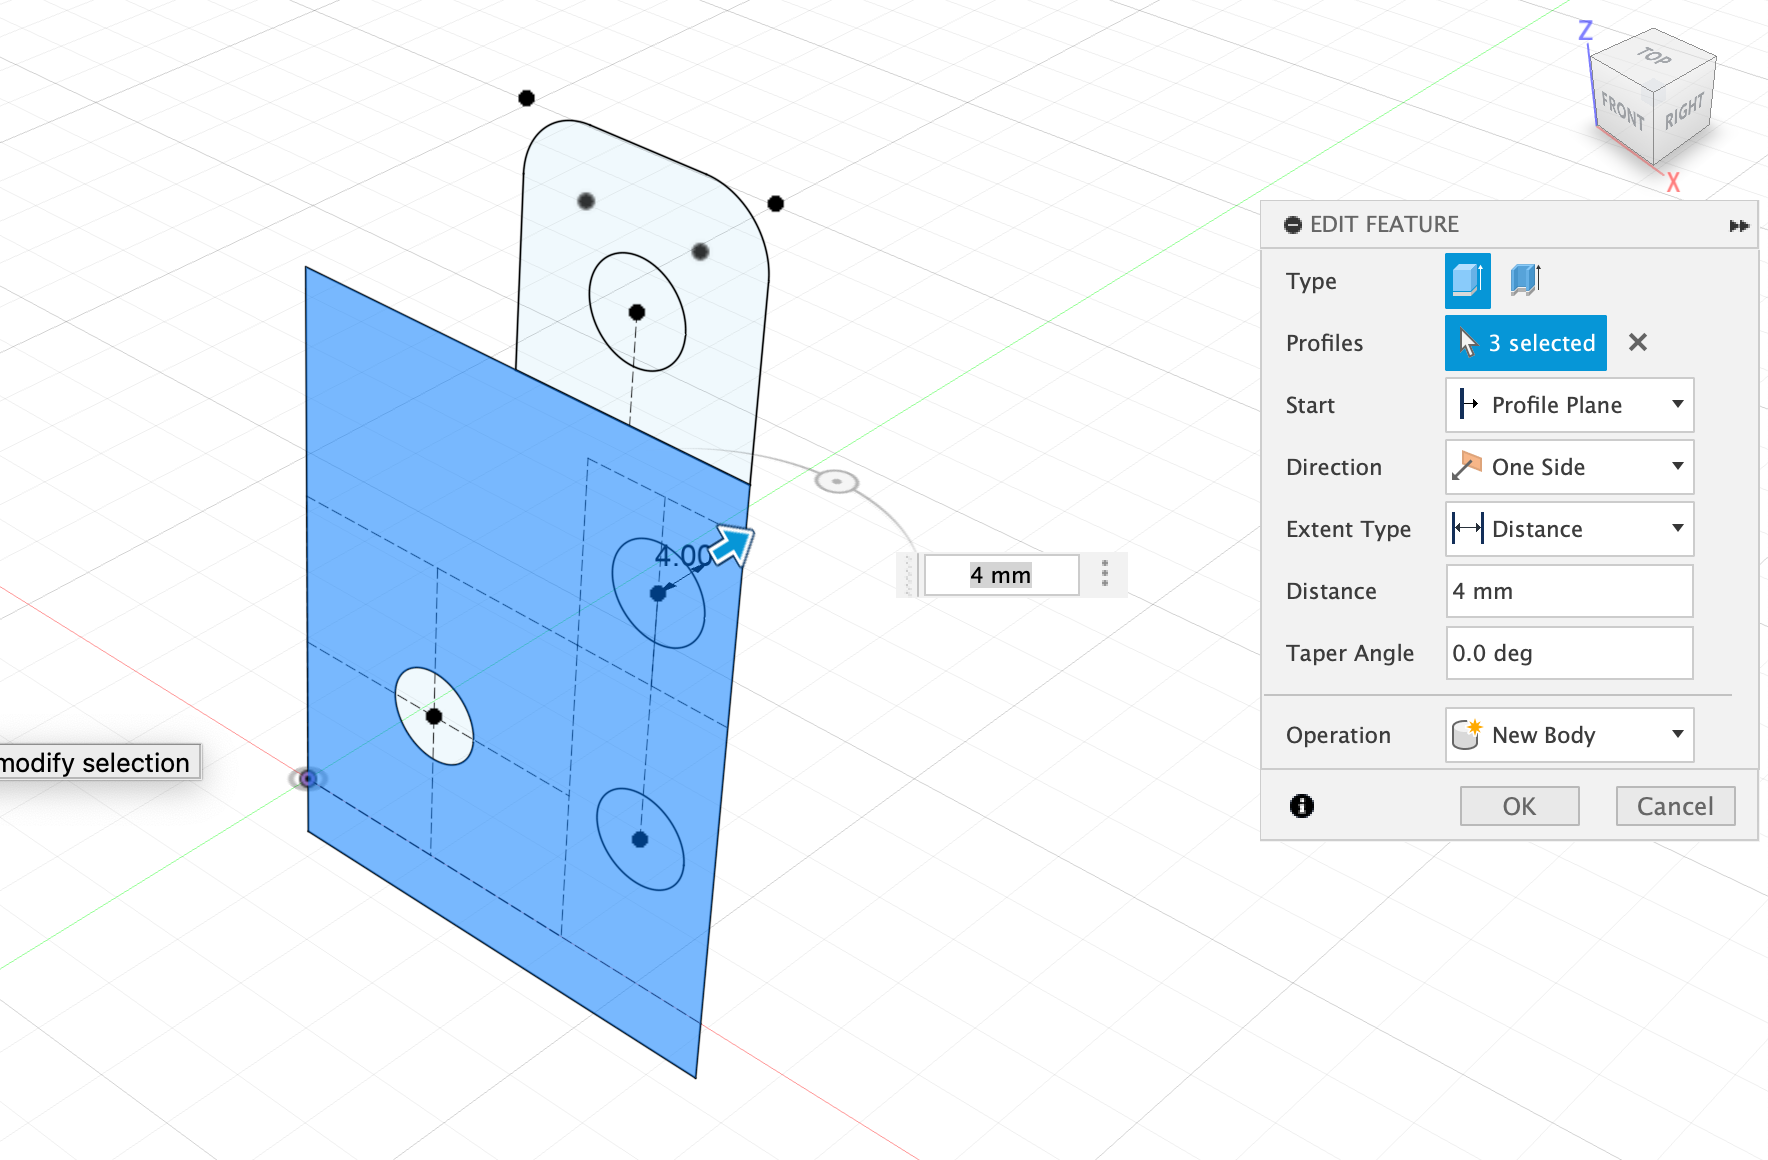 Z
TOP
FRONT
RIGHT
X
EDIT FEATURE
Type
Profiles
3 selected
Start
Profile Plane
Direction
One Side
Extent Type
Distance
Distance
4 mm
Taper Angle
0.0 deg
Operation
New Body
OK
Cancel
4.00
4 mm
modify selection